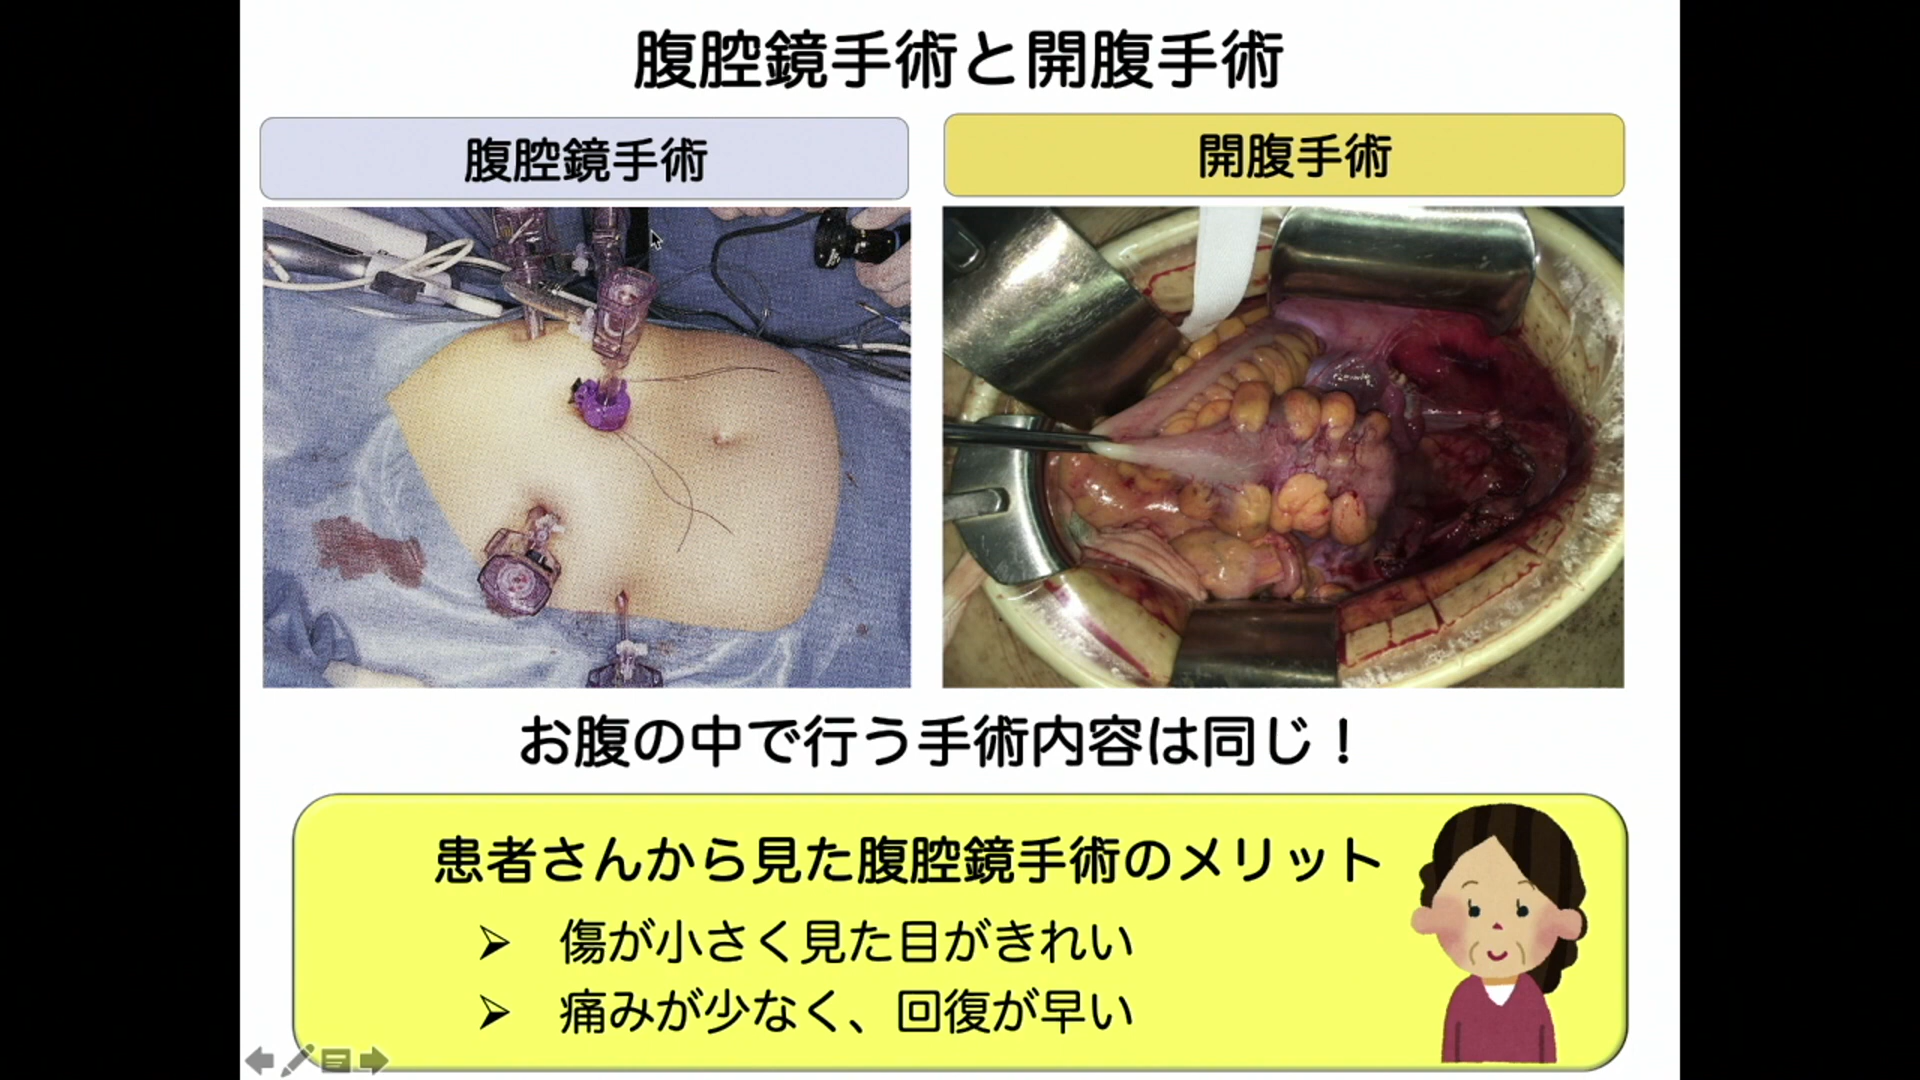 腹腔鏡手術と開腹手術
腹腔鏡手術
開腹手術
お腹の中で行う手術内容は同じ！
患者さんから見た腹腔鏡手術のメリット
➢ 傷が小さく見た目がきれい
➢ 痛みが少なく、回復が早い